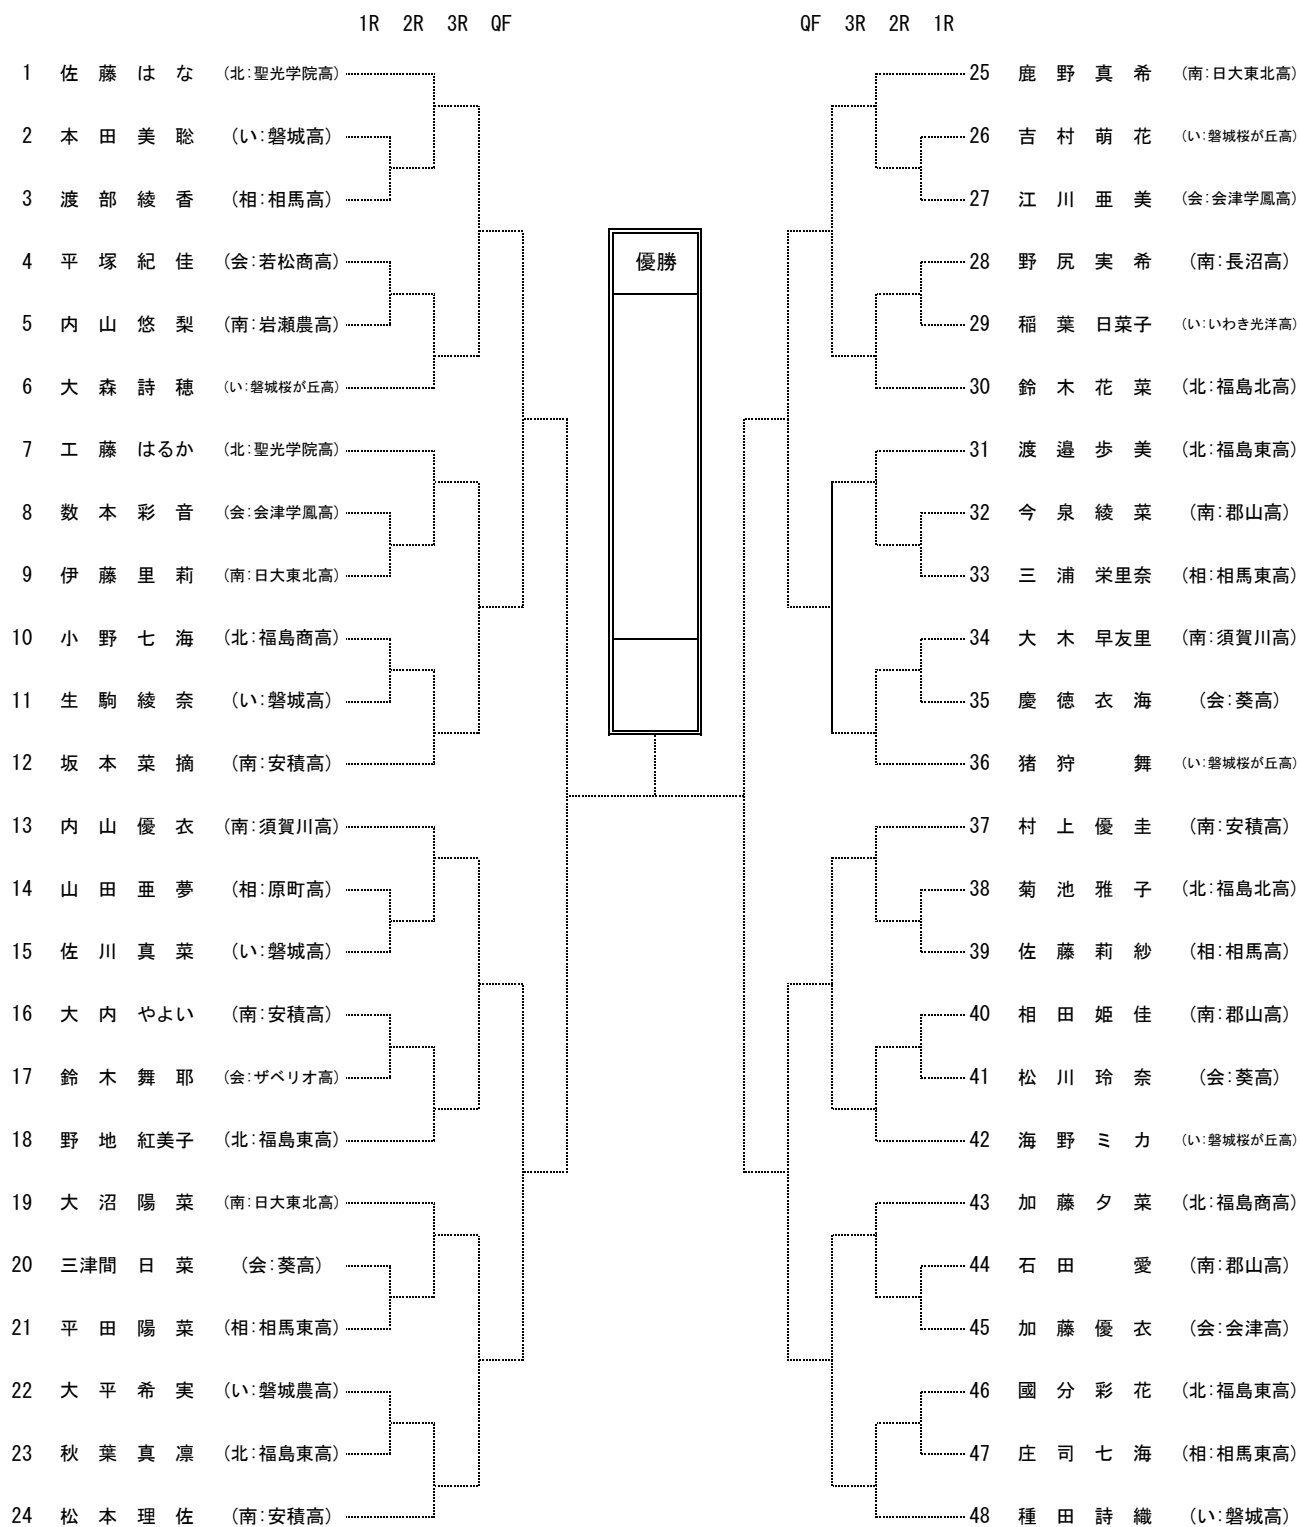 1R 2R 3R QF
QF 3R 2R 1R
優勝
1 佐藤はな (北:聖光学院高)
2 本田美聡 (い:磐城高)
3 渡部綾香 (相:相馬高)
4 平塚紀佳 (会:若松商高)
5 内山悠梨 (南:岩瀬農高)
6 大森詩穂 (い:磐城桜が丘高)
7 工藤はるか (北:聖光学院高)
8 数本彩音 (会:会津学鳳高)
9 伊藤里莉 (南:日大東北高)
10 小野七海 (北:福島商高)
11 生駒綾奈 (い:磐城高)
12 坂本菜摘 (南:安積高)
13 内山優衣 (南:須賀川高)
14 山田亜夢 (相:原町高)
15 佐川真菜 (い:磐城高)
16 大内やよい (南:安積高)
17 鈴木舞耶 (会:ザベリオ高)
18 野地紅美子 (北:福島東高)
19 大沼陽菜 (南:日大東北高)
20 三津間日菜 (会:葵高)
21 平田陽菜 (相:相馬東高)
22 大平希実 (い:磐城農高)
23 秋葉真凛 (北:福島東高)
24 松本理佐 (南:安積高)
25 鹿野真希 (南:日大東北高)
26 吉村萌花 (い:磐城桜が丘高)
27 江川亜美 (会:会津学鳳高)
28 野尻実希 (南:長沼高)
29 稲葉日菜子 (い:いわき光洋高)
30 鈴木花菜 (北:福島北高)
31 渡邉歩美 (北:福島東高)
32 今泉綾菜 (南:郡山高)
33 三浦栄里奈 (相:相馬東高)
34 大木早友里 (南:須賀川高)
35 慶徳衣海 (会:葵高)
36 猪狩舞 (い:磐城桜が丘高)
37 村上優圭 (南:安積高)
38 菊池雅子 (北:福島北高)
39 佐藤莉紗 (相:相馬高)
40 相田姫佳 (南:郡山高)
41 松川玲奈 (会:葵高)
42 海野ミカ (い:磐城桜が丘高)
43 加藤夕菜 (北:福島商高)
44 石田愛 (南:郡山高)
45 加藤優衣 (会:会津高)
46 國分彩花 (北:福島東高)
47 庄司七海 (相:相馬東高)
48 種田詩織 (い:磐城高)